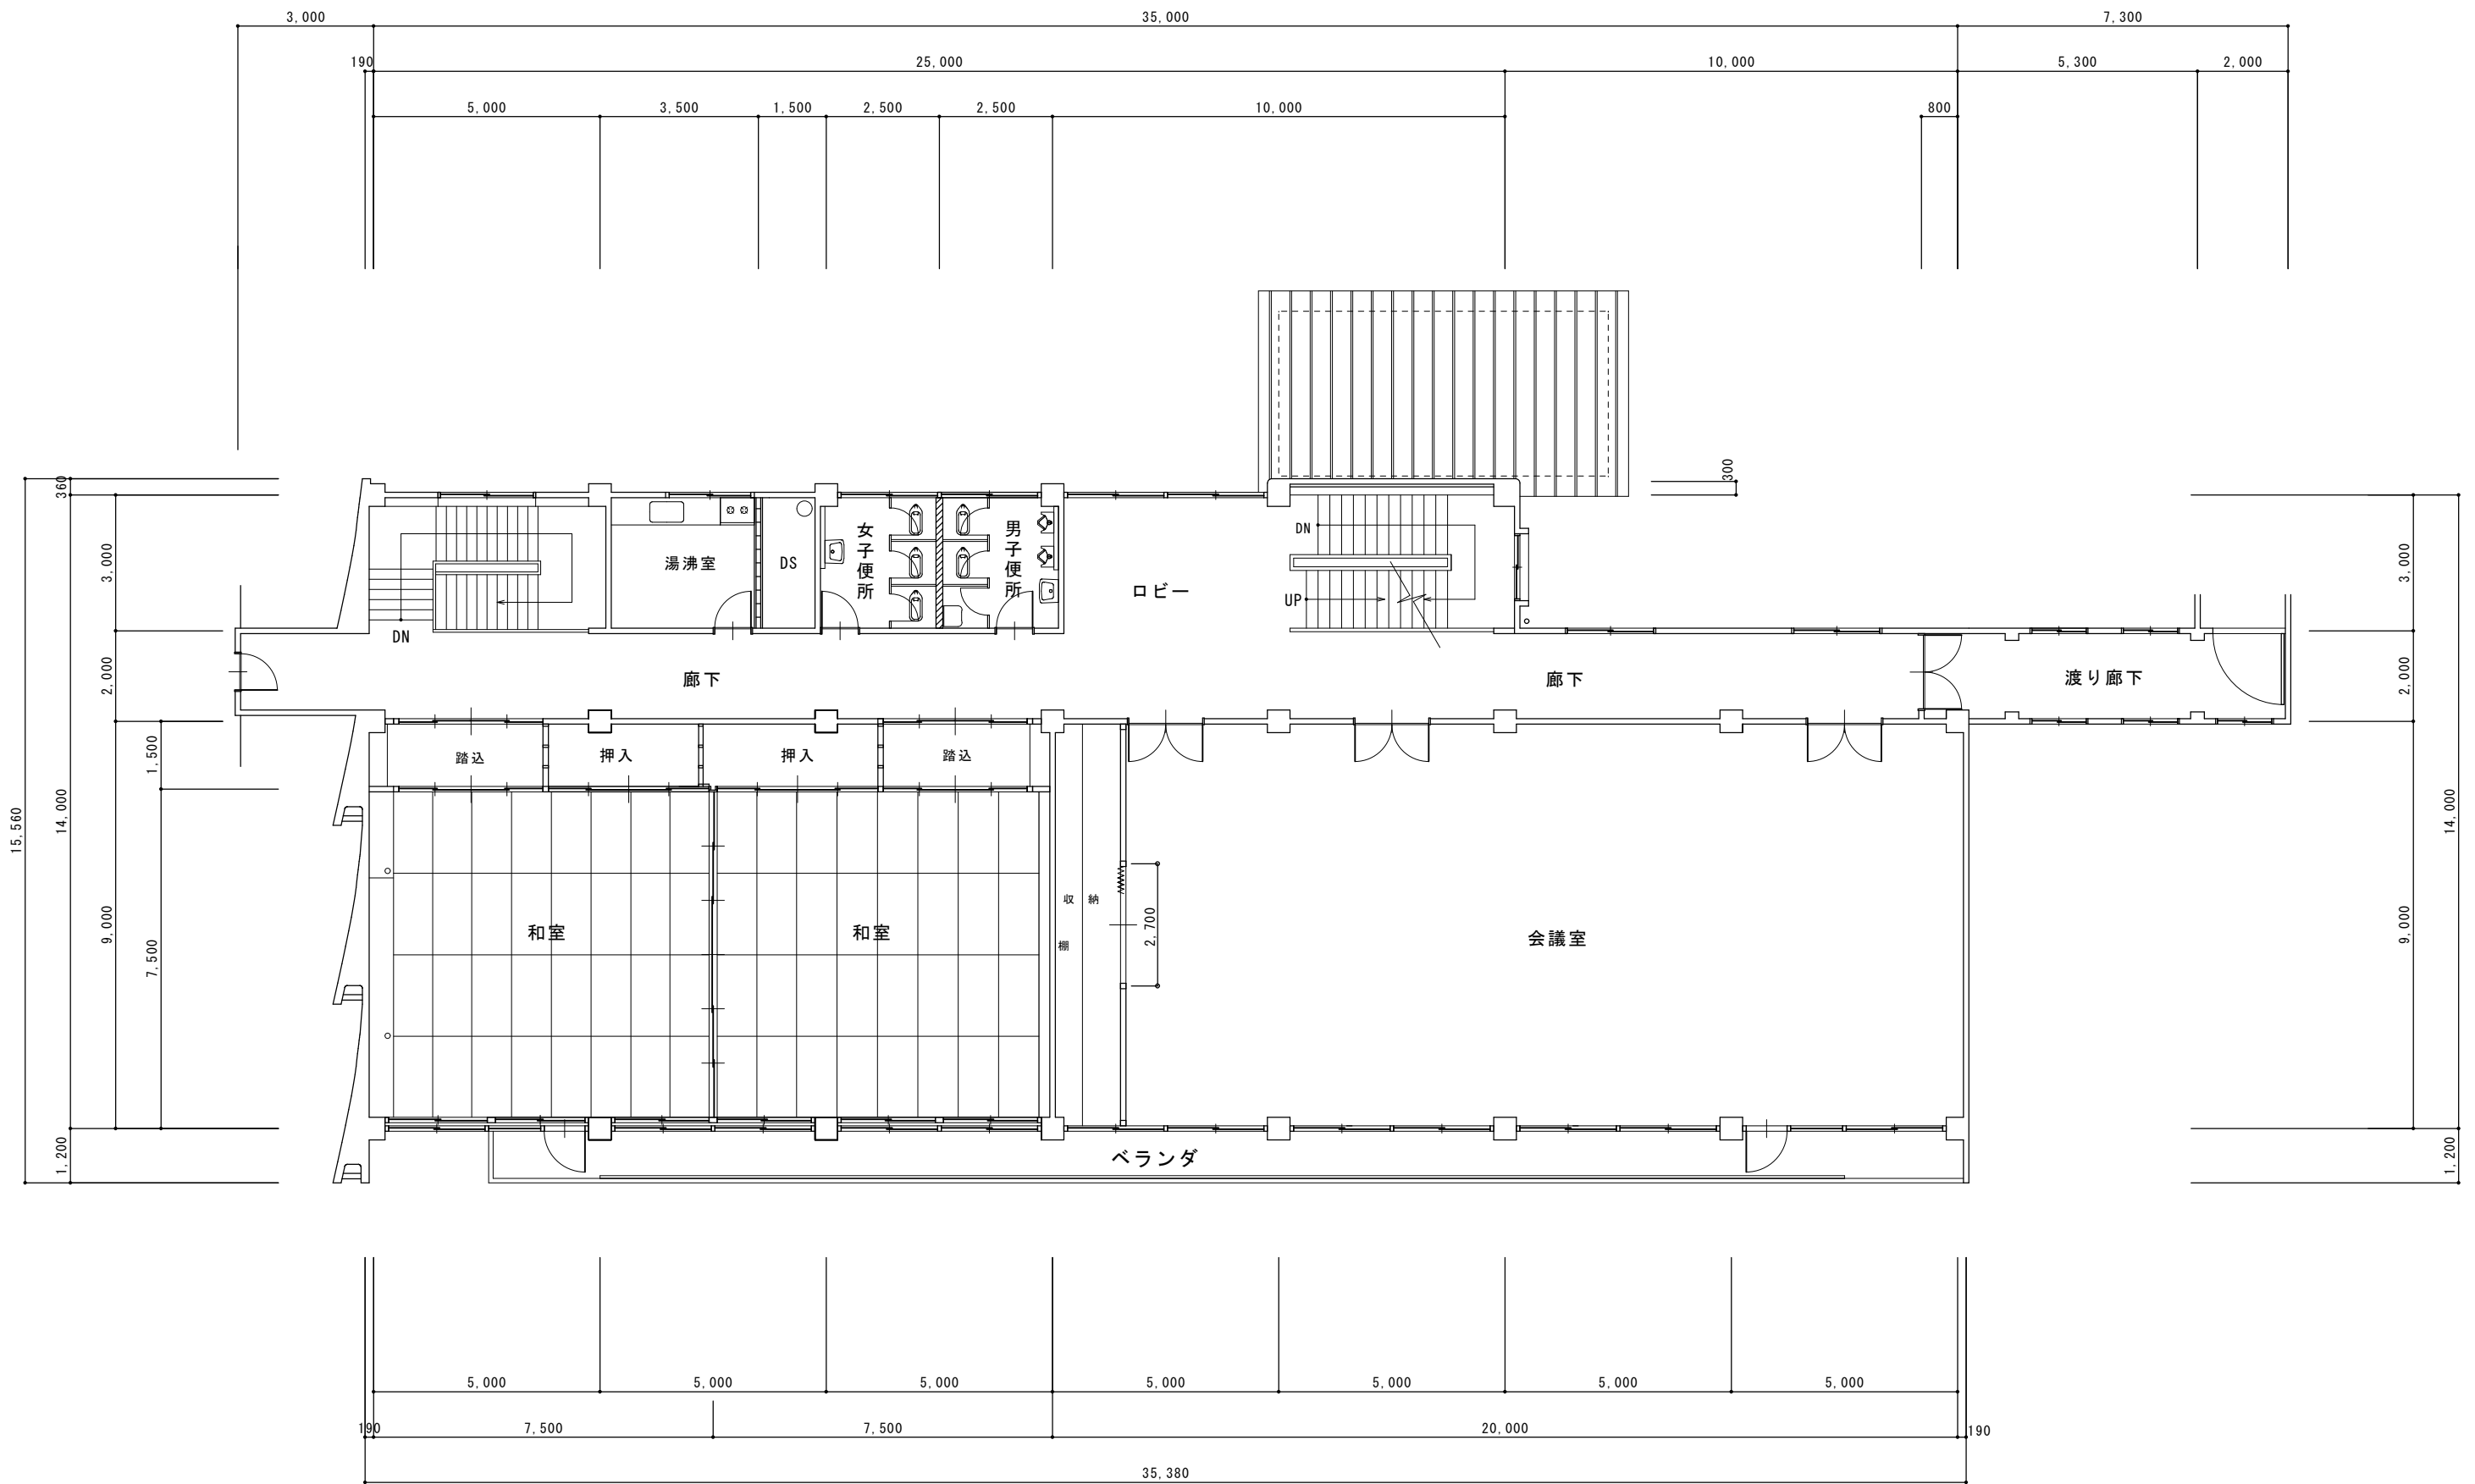 3,000 35,000 7,300
190 25,000 10,000 5,300 2,000
5,000 3,500 1,500 2,500 2,500 10,000 800
360
300
3,000
3,000
DN
湯沸室
DS
女子便所
男子便所
ロビー
DN
UP
2,000
廊下
廊下
渡り廊下
2,000
1,500
踏込
押入
押入
踏込
15,560
14,000
9,000
7,500
和室
和室
収納
棚
2,700
会議室
14,000
9,000
1,200
ベランダ
1,200
5,000 5,000 5,000 5,000 5,000 5,000 5,000
190 7,500 7,500 20,000 190
35,380